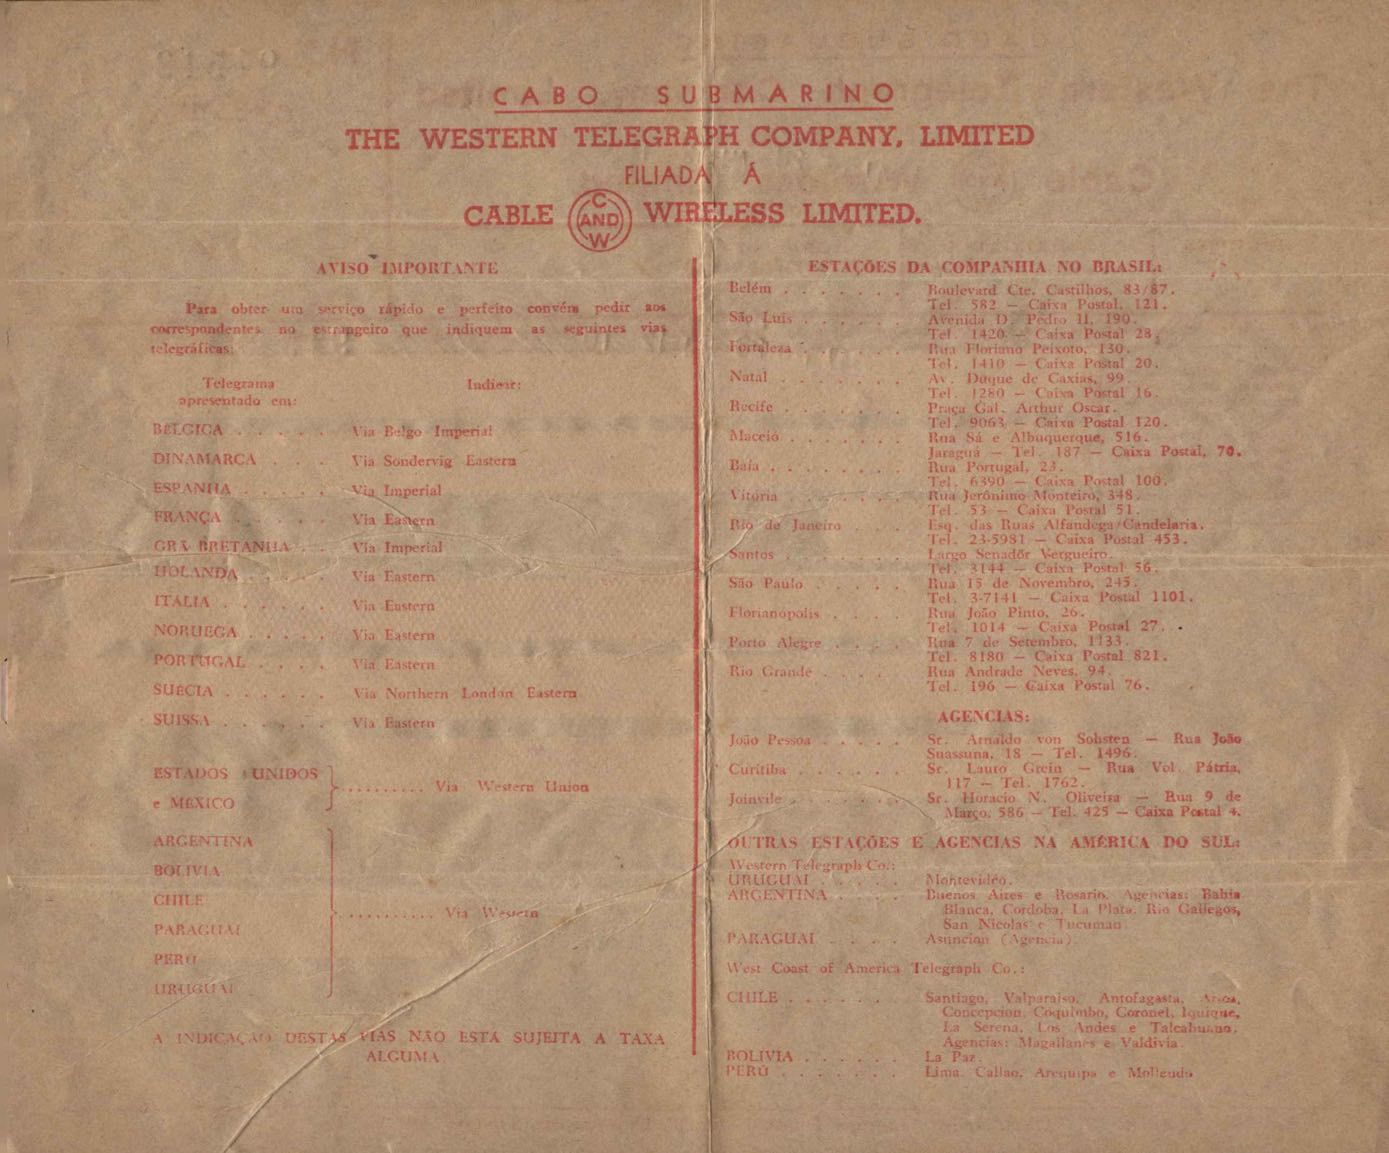 CABO SUBMARINO
THE WESTERN TELEGRAPH COMPANY, LIMITED
FILIADA Á
CABLE C AND W WIRELESS LIMITED.
AVISO IMPORTANTE
Para obter um serviço rápido e perfeito convém pedir aos
correspondentes no estrangeiro que indiquem as seguintes vias
telegráficas:
Telegrama Indicar:
apresentado em:
BÉLGICA . . . . . Via Belgo Imperial
DINAMARCA . . . Via Sondervig Eastern
ESPANHA . . . . . Via Imperial
FRANÇA . . . . . Via Eastern
GRÃ BRETANHA . . Via Imperial
HOLANDA . . . . . Via Eastern
ITALIA . . . . . . Via Eastern
NORUEGA . . . . . Via Eastern
PORTUGAL . . . . Via Eastern
SUÉCIA . . . . . . Via Northern London Eastern
SUISSA . . . . . . Via Eastern
ESTADOS UNIDOS
e MÉXICO
.......... Via Western Union
ARGENTINA
BOLIVIA
CHILE
PARAGUAI
PERÚ
URUGUAI
.......... Via Western
A INDICAÇÃO DESTAS VIAS NÃO ESTÁ SUJEITA A TAXA
ALGUMA
ESTAÇÕES DA COMPANHIA NO BRASIL:
Belém . . . . . . . Boulevard Cte. Castilhos, 83/87.
Tel. 582 — Caixa Postal, 121.
São Luis . . . . . . Avenida D. Pedro II, 190.
Tel. 1420 — Caixa Postal 28.
Fortaleza . . . . . . Rua Floriano Peixoto, 130.
Tel. 1410 — Caixa Postal 20.
Natal . . . . . . . Av. Duque de Caxias, 99.
Tel. 1280 — Caixa Postal 16.
Recife . . . . . . . Praça Gal. Arthur Oscar.
Tel. 9063 — Caixa Postal 120.
Maceió . . . . . . . Rua Sá e Albuquerque, 516.
Jaraguá — Tel. 187 — Caixa Postal, 70.
Baía . . . . . . . . Rua Portugal, 23.
Tel. 6390 — Caixa Postal 100.
Vitória . . . . . . . Rua Jerônimo Monteiro, 348.
Tel. 53 — Caixa Postal 51.
Rio de Janeiro . . Esq. das Ruas Alfandega/Candelaria.
Tel. 23-5981 — Caixa Postal 453.
Santos . . . . . . . Largo Senadôr Vergueiro.
Tel. 3144 — Caixa Postal 56.
São Paulo . . . . . Rua 15 de Novembro, 245.
Tel. 3-7141 — Caixa Postal 1101.
Florianópolis . . . . Rua João Pinto, 26.
Tel. 1014 — Caixa Postal 27.
Porto Alegre . . . . Rua 7 de Setembro, 1133.
Tel. 8180 — Caixa Postal 821.
Rio Grande . . . . Rua Andrade Neves, 94.
Tel. 196 — Caixa Postal 76.
AGENCIAS:
João Pessoa . . . . . Sr. Arnaldo von Sohsten — Rua João
Suassuna, 18 — Tel. 1496.
Curitiba . . . . . . Sr. Lauro Grein — Rua Vol. Pátria,
117 — Tel. 1762.
Joinvile . . . . . . Sr. Horacio N. Oliveira — Rua 9 de
Março, 586 — Tel. 425 — Caixa Postal 4.
OUTRAS ESTAÇÕES E AGENCIAS NA AMÉRICA DO SUL:
Western Telegraph Co.:
URUGUAI . . . . . Montevidéo.
ARGENTINA . . . . Buenos Aires e Rosario. Agencias: Bahia
Blanca, Cordoba, La Plata, Rio Gallegos,
San Nicolas e Tucuman
PARAGUAI . . . . Asuncion (Agencia).
West Coast of America Telegraph Co.:
CHILE . . . . . . Santiago, Valparaiso, Antofagasta, Arica,
Concepcion, Coquimbo, Coronel, Iquique,
La Serena, Los Andes e Talcahuano.
Agencias: Magallanes e Valdivia.
BOLIVIA . . . . . . La Paz.
PERÚ . . . . . . . Lima, Callao, Arequipa e Mollendo